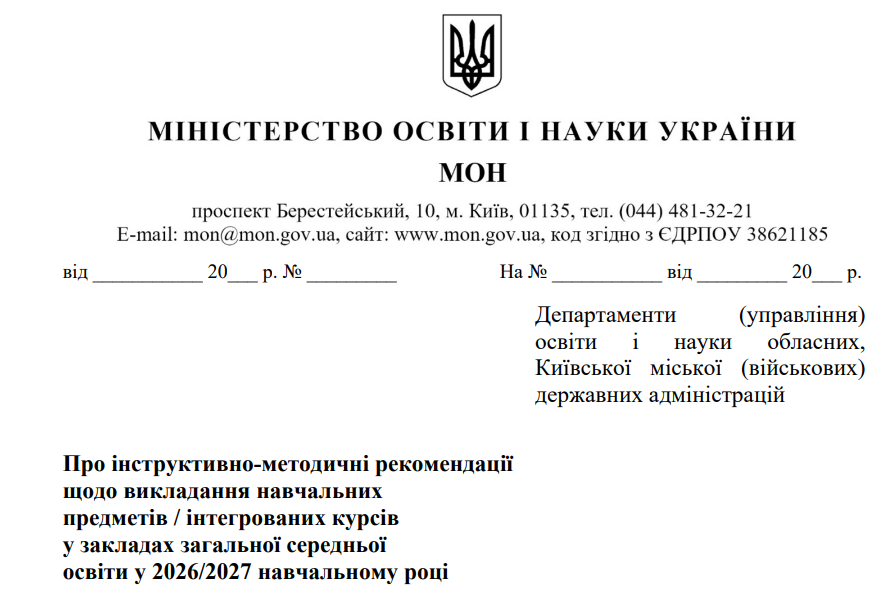 МІНІСТЕРСТВО ОСВІТИ І НАУКИ УКРАЇНИ
МОН
проспект Берестейський, 10, м. Київ, 01135, тел. (044) 481-32-21
E-mail: mon@mon.gov.ua, сайт: www.mon.gov.ua, код згідно з ЄДРПОУ 38621185
від ___________ 20___ р. № _________ На № ___________ від _________ 20___ р.
Департаменти (управління)
освіти і науки обласних,
Київської міської (військових)
державних адміністрацій
Про інструктивно-методичні рекомендації
щодо викладання навчальних
предметів / інтегрованих курсів
у закладах загальної середньої
освіти у 2026/2027 навчальному році